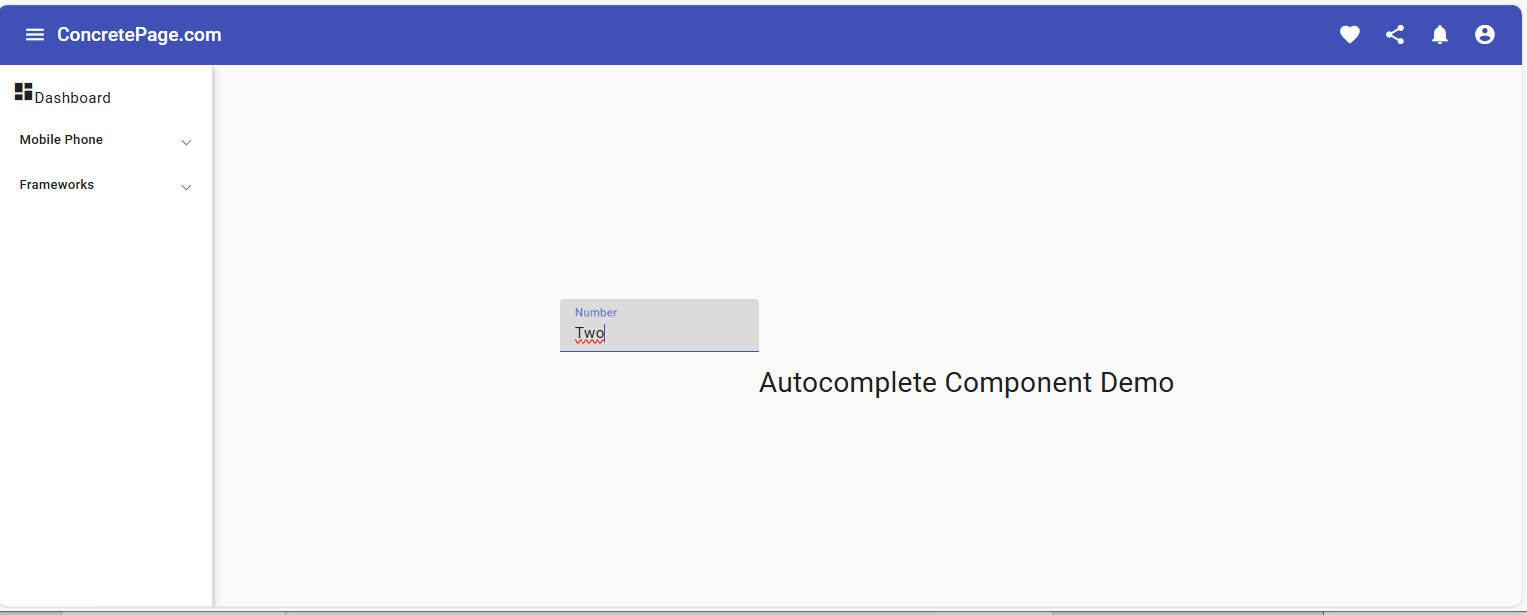 ConcretePage.com
Dashboard
Mobile Phone
Frameworks
Number
Two
Autocomplete Component Demo